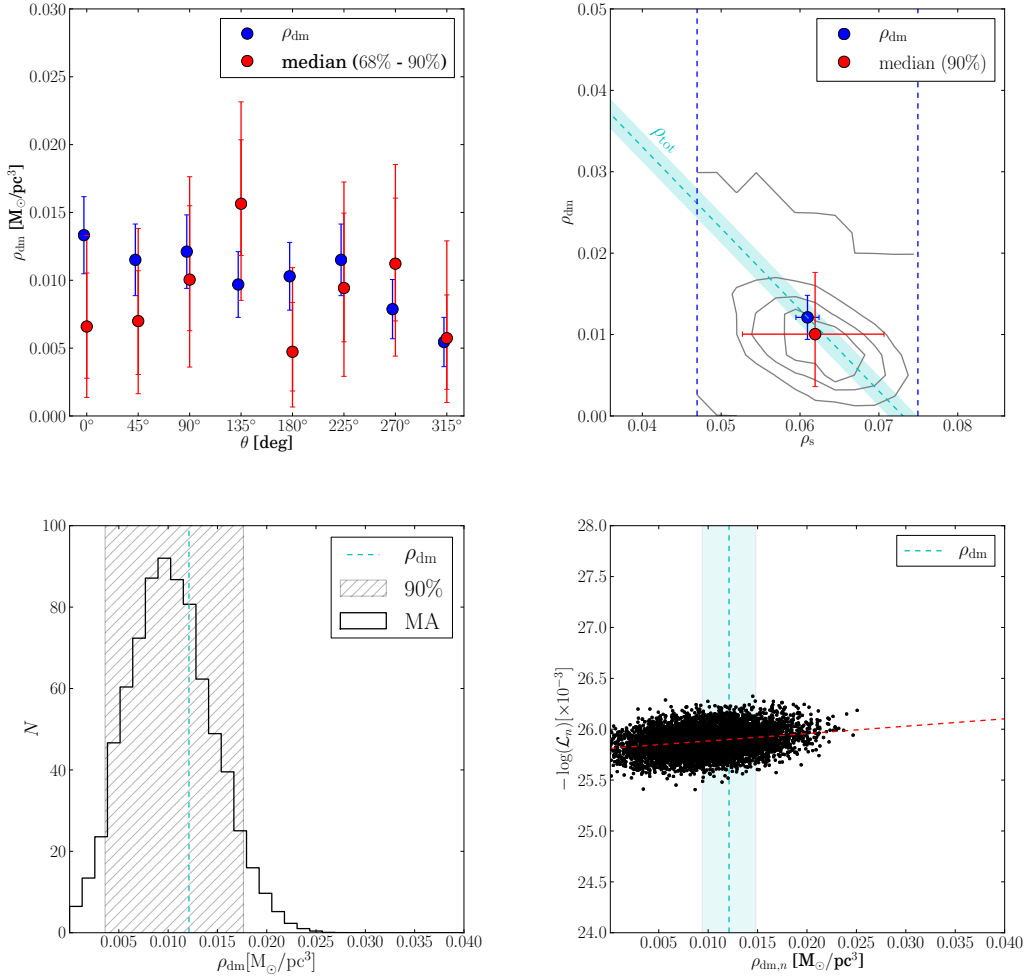 0.030
0.025
0.020
0.015
0.010
0.005
0.000
ρdm [M⊙/pc³]
ρdm
median (68% - 90%)
0° 45° 90° 135° 180° 225° 270° 315°
θ [deg]
0.05
0.04
0.03
0.02
0.01
0.00
ρdm
ρdm
median (90%)
ρtot
0.04 0.05 0.06 0.07 0.08
ρs
100
80
60
40
20
0
N
ρdm
90%
MA
0.005 0.010 0.015 0.020 0.025 0.030 0.035 0.040
ρdm[M⊙/pc³]
28.0
27.5
27.0
26.5
26.0
25.5
25.0
24.5
24.0
−log(ℒn)[×10⁻³]
ρdm
0.005 0.010 0.015 0.020 0.025 0.030 0.035 0.040
ρdm,n [M⊙/pc³]